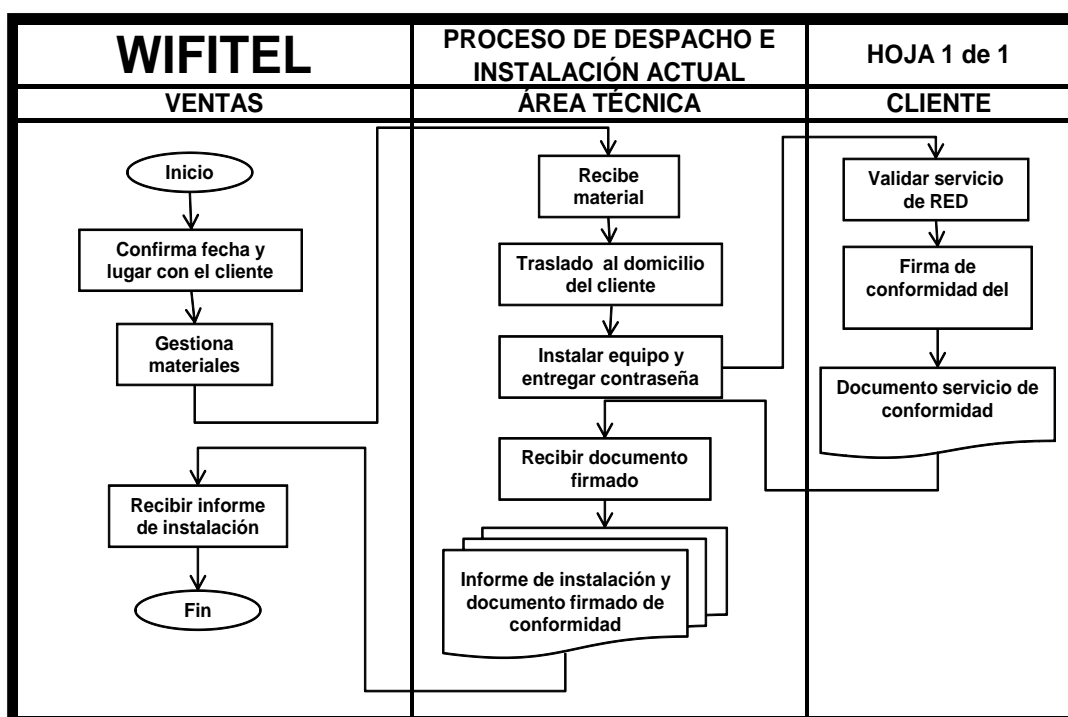 WIFITEL
PROCESO DE DESPACHO E
INSTALACIÓN ACTUAL
HOJA 1 de 1
VENTAS
ÁREA TÉCNICA
CLIENTE
Inicio
Confirma fecha y
lugar con el cliente
Gestiona
materiales
Recibir informe
de instalación
Fin
Recibe
material
Traslado al domicilio
del cliente
Instalar equipo y
entregar contraseña
Recibir documento
firmado
Informe de instalación y
documento firmado de
conformidad
Validar servicio
de RED
Firma de
conformidad del
Documento servicio de
conformidad